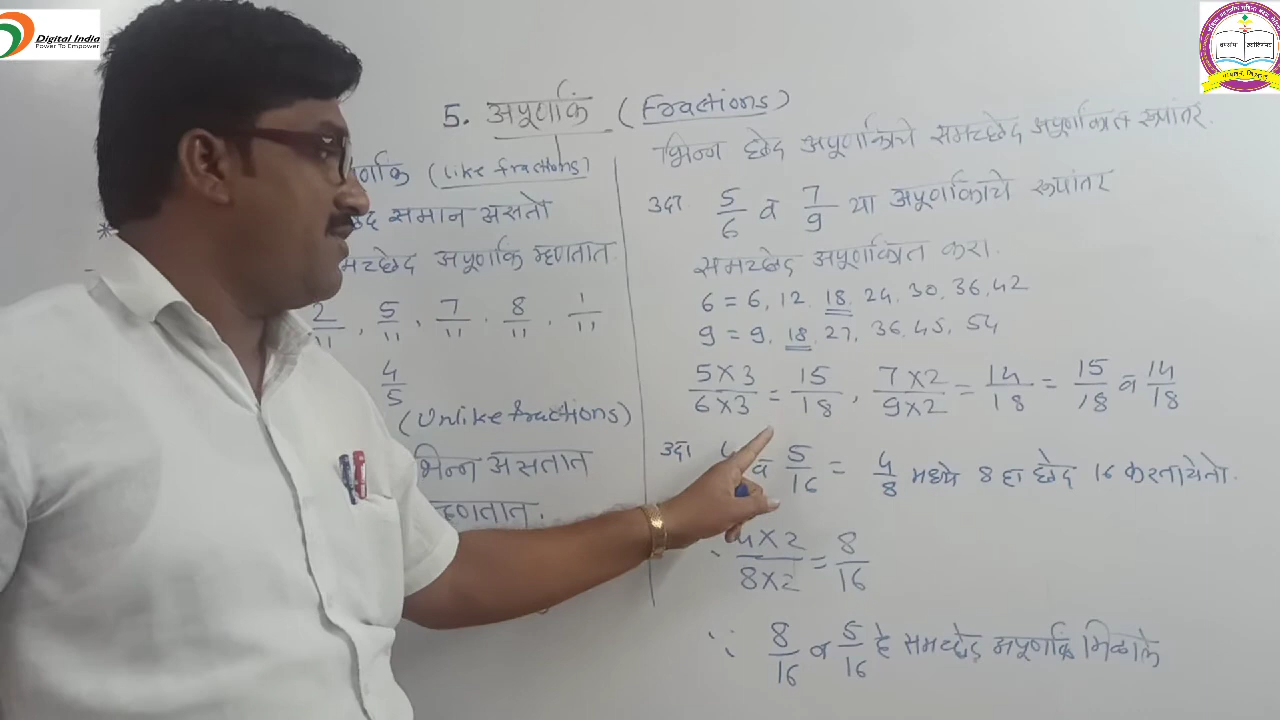 Digital India
Power To Empower
5. अपूर्णांक (Fractions)
(like fractions)
समान असतो
अपूर्णांक म्हणतात
2/11, 5/11, 7/11, 8/11, 1/11
4/5
(Unlike fractions)
भिन्न असतात
म्हणतात.
भिन्न छेद अपूर्णांकाचे समच्छेद अपूर्णांकात रूपांतर.
उदा. 5/6 व 7/9 या अपूर्णांकाचे रूपांतर
समच्छेद अपूर्णांकात करा.
6 = 6, 12, 18, 24, 30, 36, 42
9 = 9, 18, 27, 36, 45, 54
5×3/6×3 = 15/18, 7×2/9×2 = 14/18 = 15/18 व 14/18
उदा व 5/16 = 4/8 मध्ये 8 हा छेद 16 करता येतो.
4×2/8×2 = 8/16
∵ 8/16 व 5/16 हे समच्छेद अपूर्णांक मिळाले